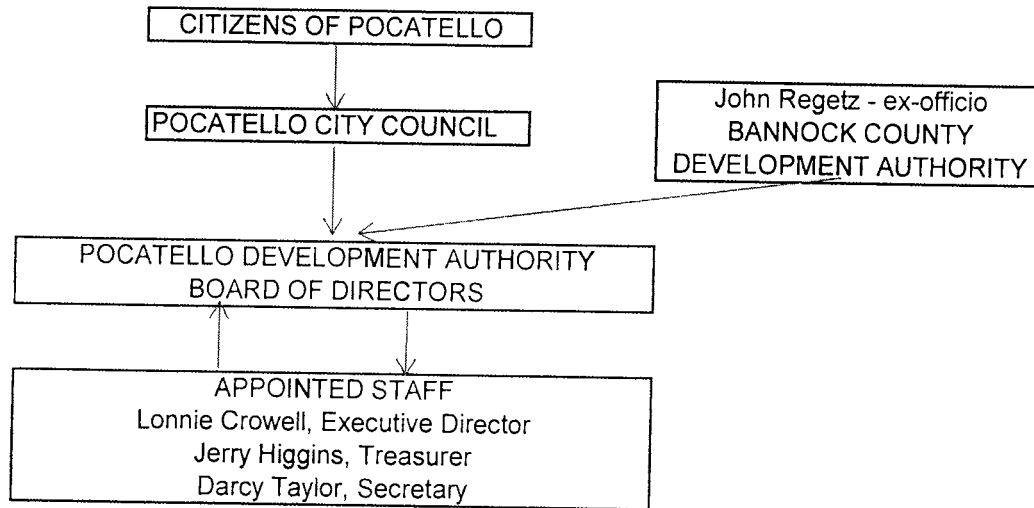 CITIZENS OF POCATELLO
POCATELLO CITY COUNCIL
John Regetz - ex-officio
BANNOCK COUNTY
DEVELOPMENT AUTHORITY
POCATELLO DEVELOPMENT AUTHORITY
BOARD OF DIRECTORS
APPOINTED STAFF
Lonnie Crowell, Executive Director
Jerry Higgins, Treasurer
Darcy Taylor, Secretary